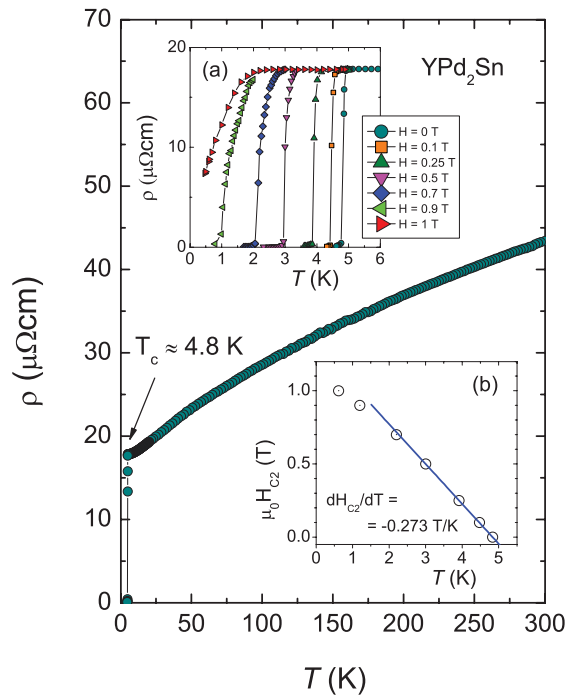 70
60
50
40
30
20
10
0
ρ (μΩcm)
0 50 100 150 200 250 300
T (K)
YPd₂Sn
T_c ≈ 4.8 K
(a)
20
10
0
ρ (μΩcm)
0 1 2 3 4 5 6
T (K)
H = 0 T
H = 0.1 T
H = 0.25 T
H = 0.5 T
H = 0.7 T
H = 0.9 T
H = 1 T
(b)
1.0
0.5
0.0
μ₀H_C2 (T)
dH_C2/dT =
= -0.273 T/K
0 1 2 3 4 5
T (K)